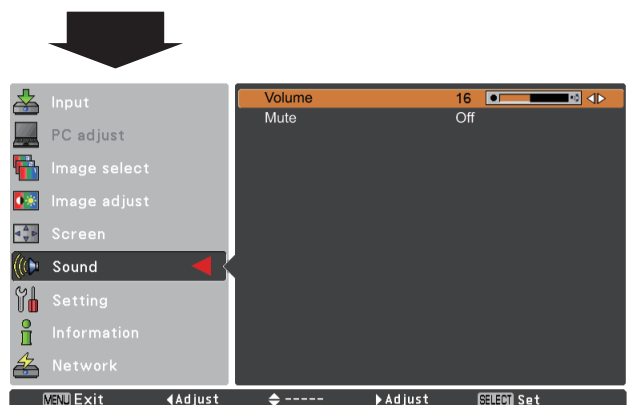 Input
PC adjust
Image select
Image adjust
Screen
Sound
Setting
Information
Network
Volume 16
Mute Off
MENU Exit ◀Adjust ◆ ----- ▶Adjust SELECT Set